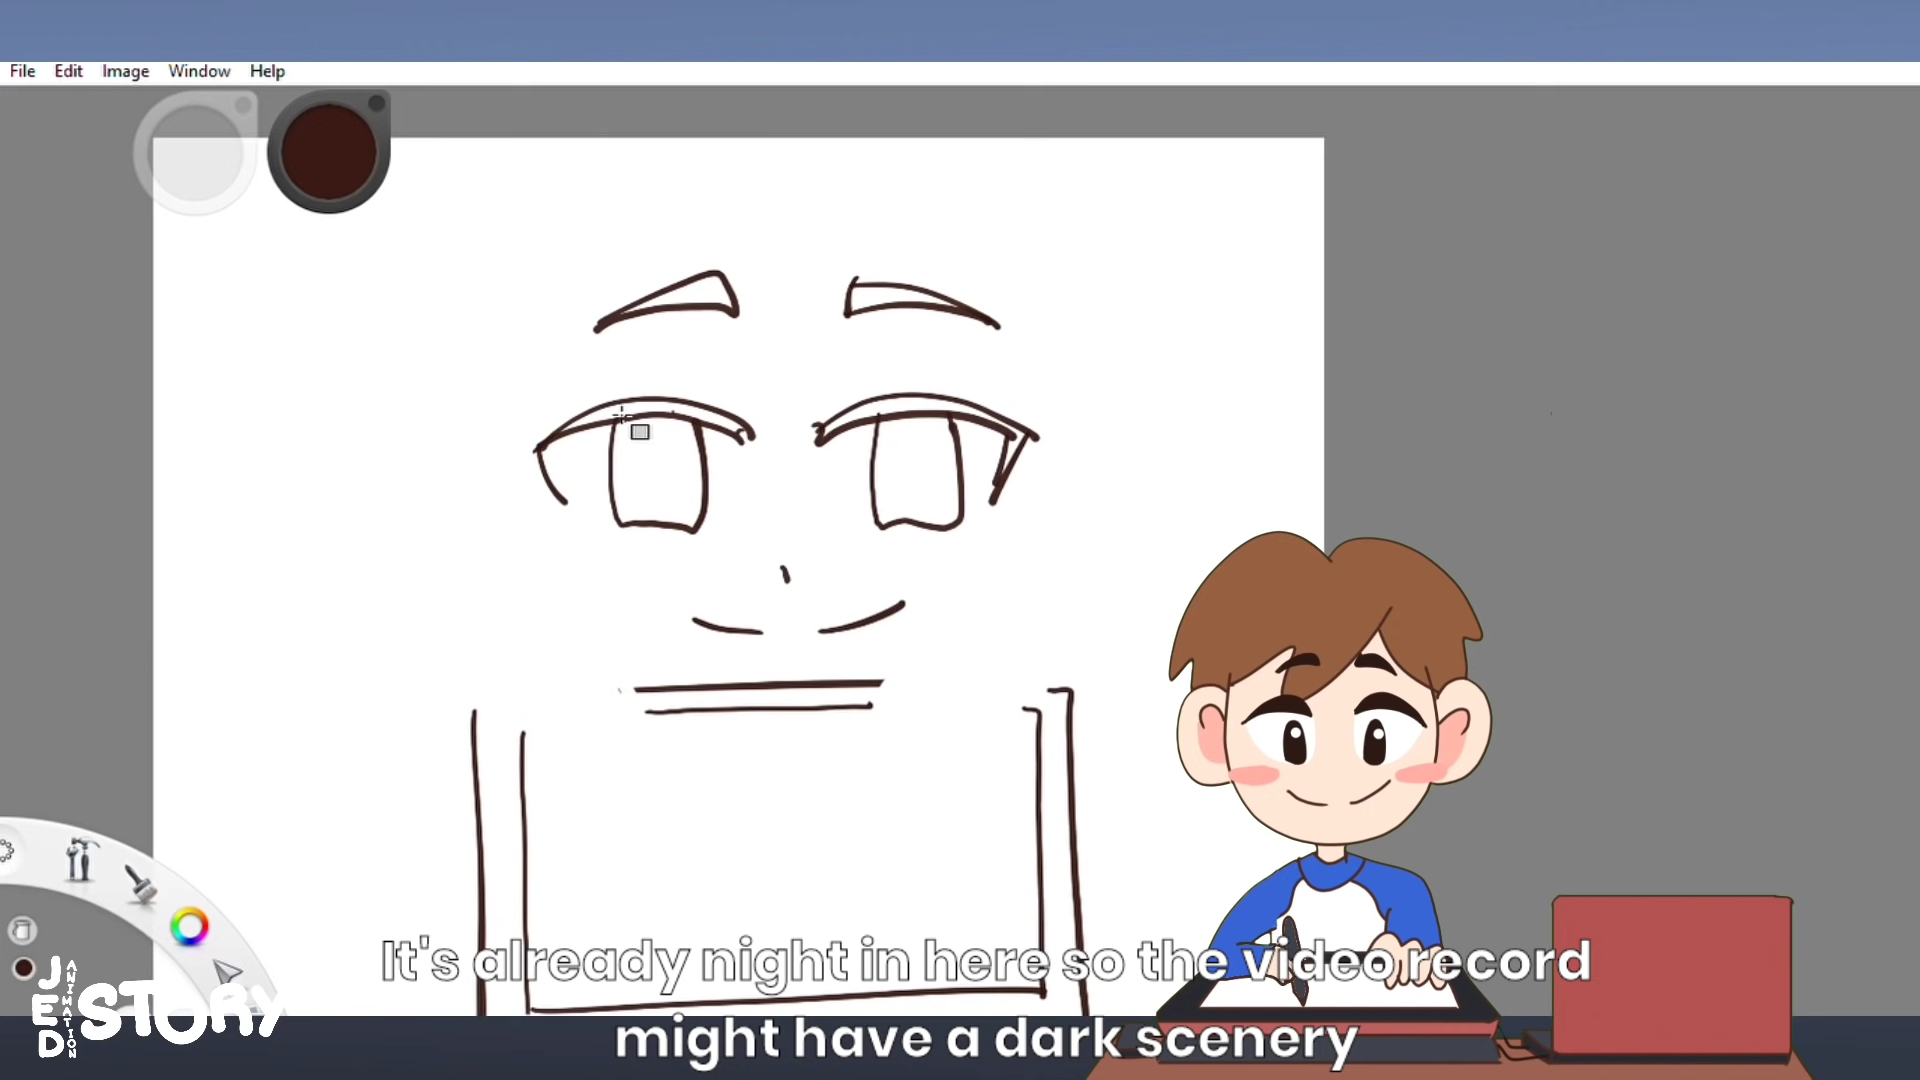 File Edit Image Window Help
It's already night in here so the video record
might have a dark scenery
JED
ANIMATION
STORY